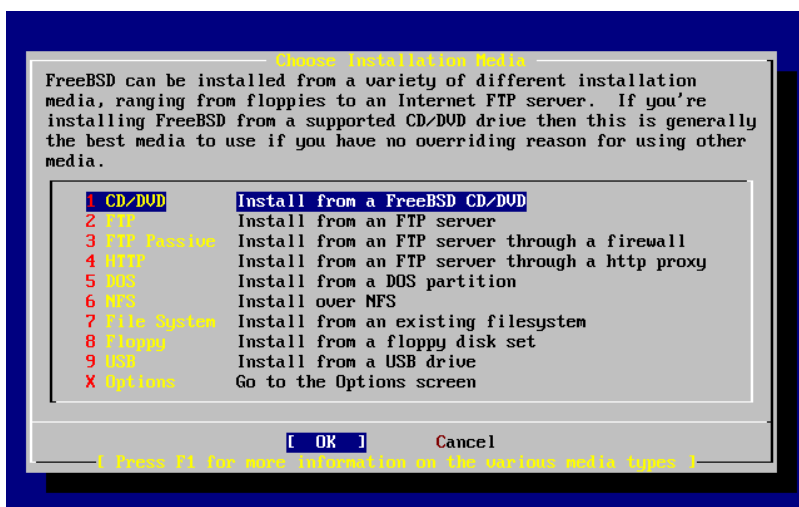 Choose Installation Media
FreeBSD can be installed from a variety of different installation
media, ranging from floppies to an Internet FTP server.  If you're
installing FreeBSD from a supported CD/DVD drive then this is generally
the best media to use if you have no overriding reason for using other
media.
1 CD/DVD Install from a FreeBSD CD/DVD
2 FTP Install from an FTP server
3 FTP Passive Install from an FTP server through a firewall
4 HTTP Install from an FTP server through a http proxy
5 DOS Install from a DOS partition
6 NFS Install over NFS
7 File System Install from an existing filesystem
8 Floppy Install from a floppy disk set
9 USB Install from a USB drive
X Options Go to the Options screen
[ OK ] Cancel
[ Press F1 for more information on the various media types ]